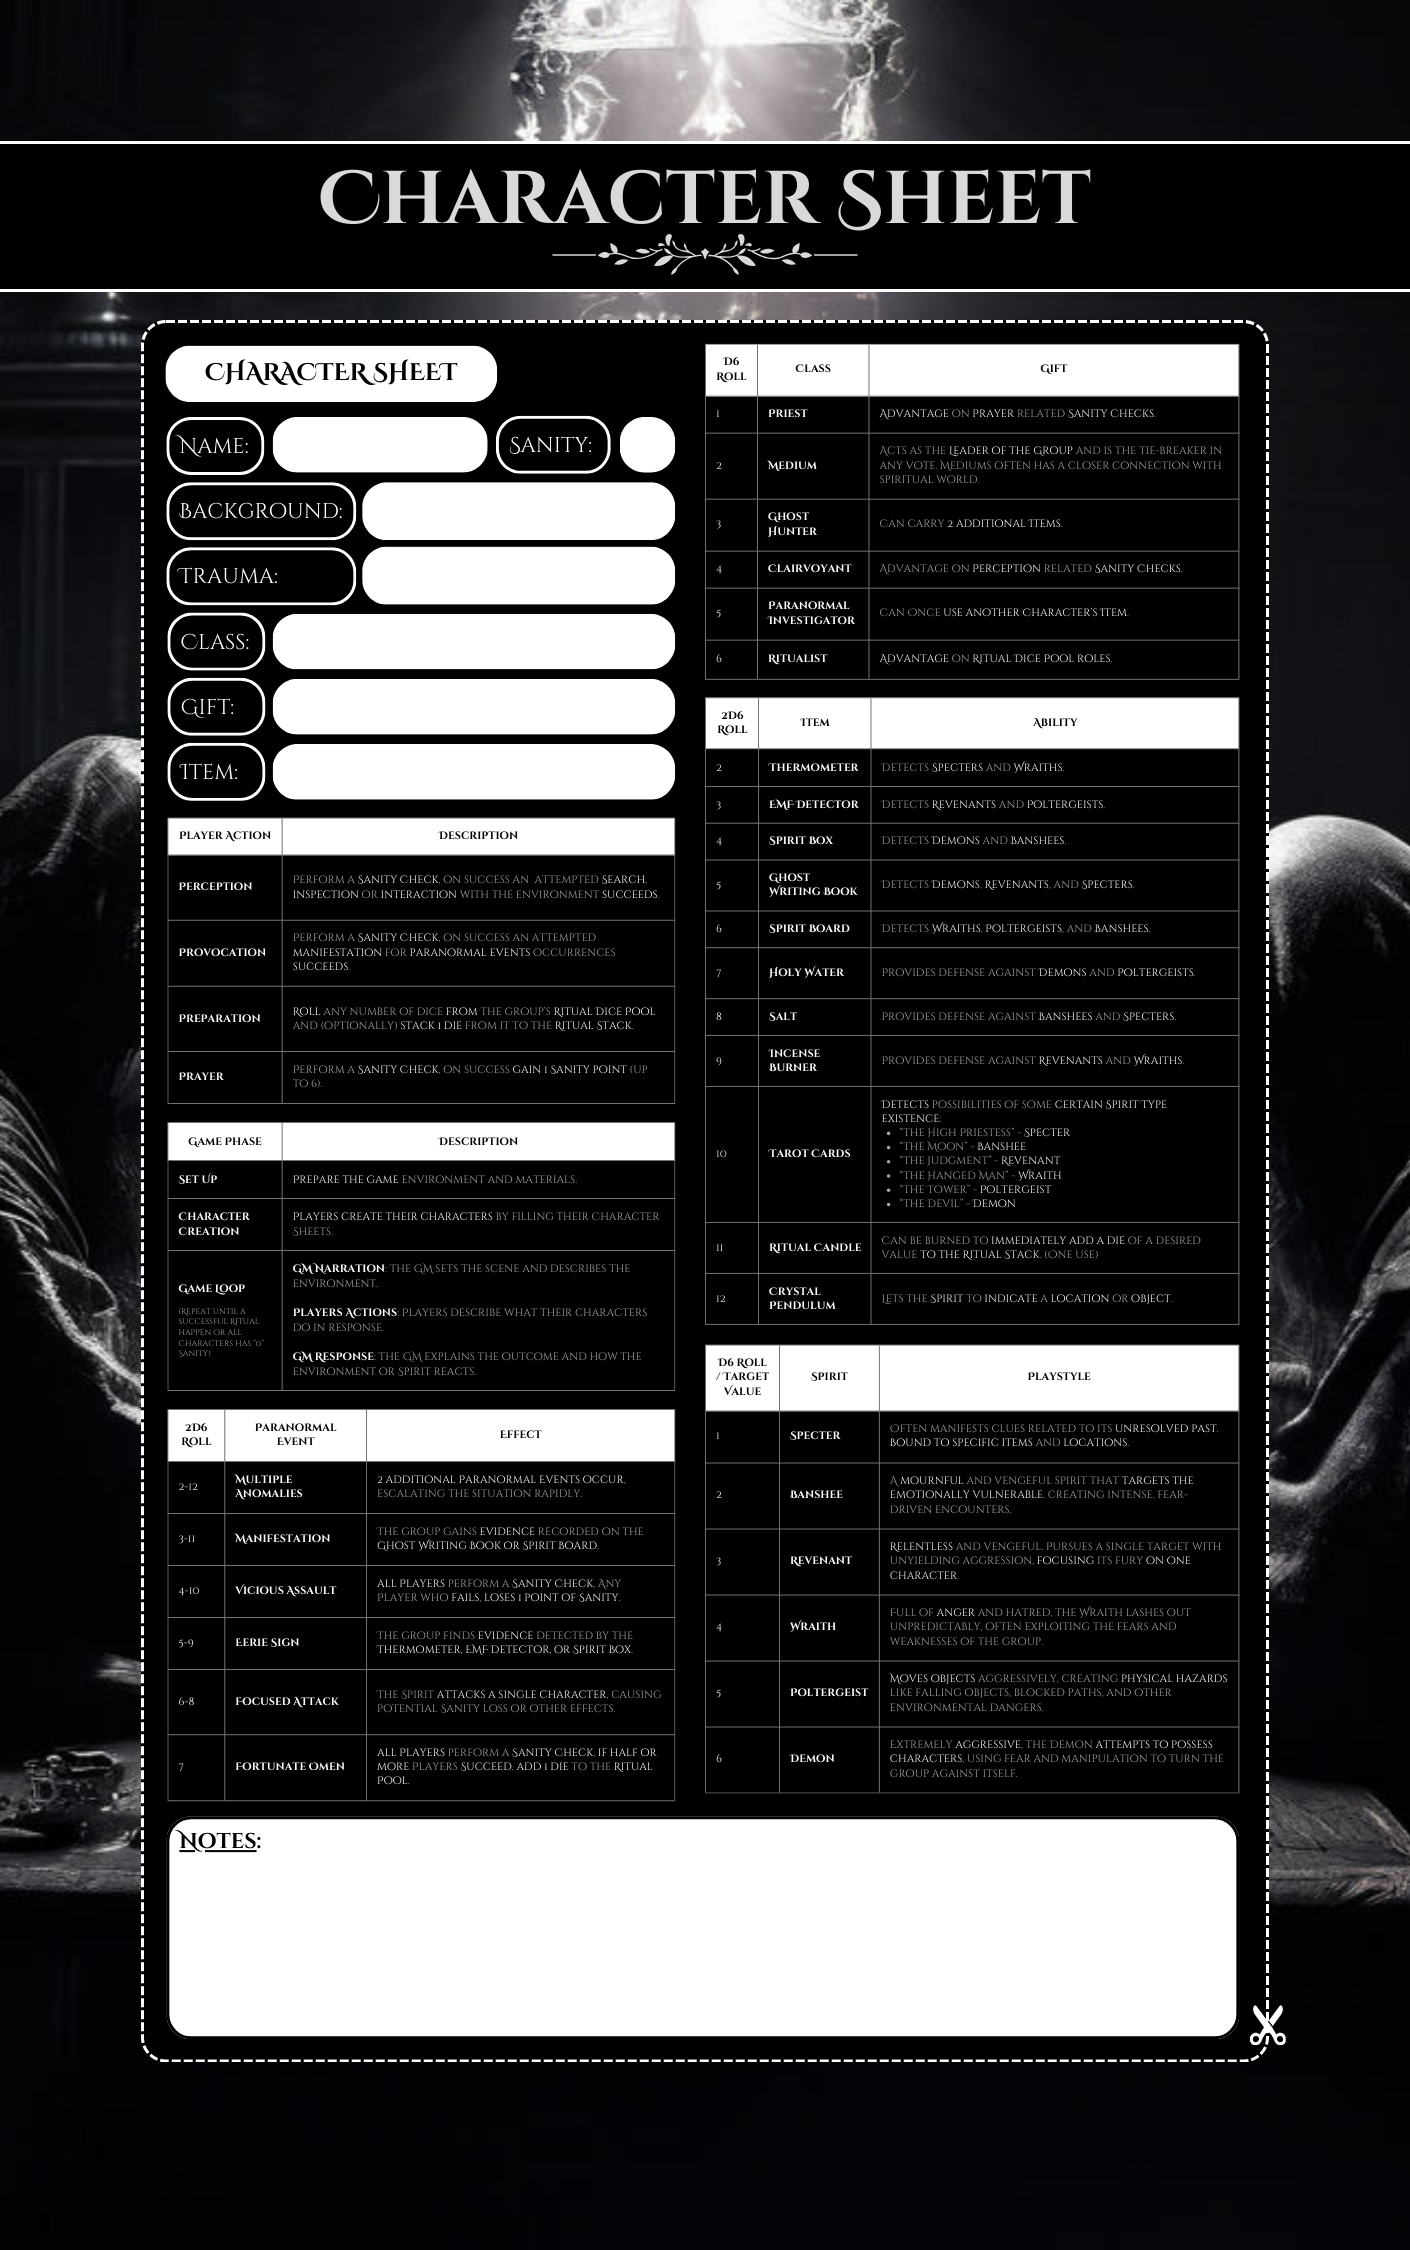 Character Sheet
Character Sheet
Name:
Sanity:
Background:
Trauma:
Class:
Gift:
Item:
Player Action
Description
Perception
Perform a Sanity Check, on success an attempted Search,
Inspection or Interaction with the environment succeeds.
Provocation
Perform a Sanity Check, on success an attempted
manifestation for paranormal events occurrences
succeeds.
Preparation
Roll any number of dice from the group's Ritual Dice Pool
and (optionally) stack 1 die from it to the Ritual Stack.
Prayer
Perform a Sanity Check, on success gain 1 Sanity Point (up
to 6).
Game Phase
Description
Set Up
Prepare the game environment and materials.
Character
Creation
Players create their characters by filling their Character
Sheets.
Game Loop
(Repeat until a
successful Ritual
happen or all
characters has "0"
Sanity)
GM Narration: The GM sets the scene and describes the
environment.
Players Actions: Players describe what their characters
do in response.
GM Response: The GM explains the outcome and how the
environment or Spirit reacts.
2D6
Roll
Paranormal
Event
Effect
2-12
Multiple
Anomalies
2 additional Paranormal Events occur,
escalating the situation rapidly.
3-11
Manifestation
The group gains evidence recorded on the
Ghost Writing Book or Spirit Board.
4-10
Vicious Assault
All players perform a Sanity Check. Any
player who fails, loses 1 point of Sanity.
5-9
Eerie Sign
The group finds evidence detected by the
Thermometer, EMF Detector, or Spirit Box.
6-8
Focused Attack
The Spirit attacks a single character, causing
potential Sanity loss or other effects.
7
Fortunate Omen
All players perform a Sanity Check, if half or
more players succeed, add 1 die to the Ritual
Pool.
D6
Roll
Class
Gift
1
Priest
Advantage on Prayer related Sanity Checks.
2
Medium
Acts as the Leader of the Group and is the tie-breaker in
any vote. Mediums often has a closer connection with
spiritual world.
3
Ghost
Hunter
Can carry 2 additional Items.
4
Clairvoyant
Advantage on Perception related Sanity Checks.
5
Paranormal
Investigator
Can Once use another character's Item.
6
Ritualist
Advantage on Ritual Dice Pool roles.
2D6
Roll
Item
Ability
2
Thermometer
Detects Specters and Wraiths.
3
EMF Detector
Detects Revenants and Poltergeists.
4
Spirit Box
Detects Demons and Banshees.
5
Ghost
Writing Book
Detects Demons, Revenants, and Specters.
6
Spirit Board
Detects Wraiths, Poltergeists, and Banshees.
7
Holy Water
Provides defense against Demons and Poltergeists.
8
Salt
Provides defense against Banshees and Specters.
9
Incense
Burner
Provides defense against Revenants and Wraiths.
10
Tarot Cards
Detects possibilities of some certain Spirit Type
existence:
• "The High Priestess" - Specter
• "The Moon" - Banshee
• "The Judgment" - Revenant
• "The Hanged Man" - Wraith
• "The Tower" - Poltergeist
• "The Devil" - Demon
11
Ritual Candle
Can be burned to immediately add a die of a desired
value to the Ritual Stack. (One use)
12
Crystal
Pendulum
Lets the Spirit to indicate a location or object.
D6 Roll
/ Target
Value
Spirit
Playstyle
1
Specter
Often manifests clues related to its unresolved past.
Bound to specific items and locations.
2
Banshee
A mournful and vengeful spirit that targets the
emotionally vulnerable, creating intense, fear-
driven encounters.
3
Revenant
Relentless and vengeful. Pursues a single target with
unyielding aggression, focusing its fury on one
character.
4
Wraith
Full of anger and hatred, the Wraith lashes out
unpredictably, often exploiting the fears and
weaknesses of the group.
5
Poltergeist
Moves objects aggressively, creating physical hazards
like falling objects, blocked paths, and other
environmental dangers.
6
Demon
Extremely aggressive, the Demon attempts to possess
characters, using fear and manipulation to turn the
group against itself.
Notes: